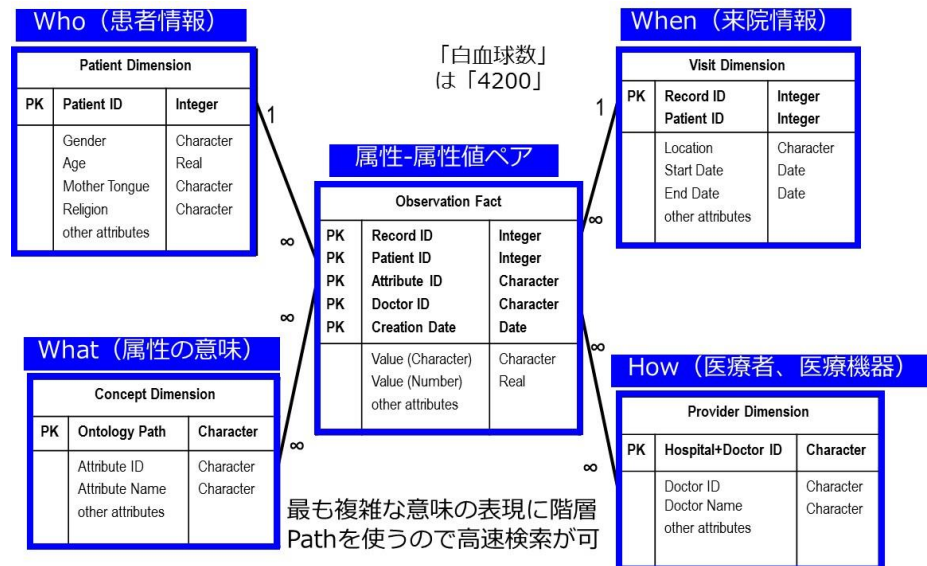 Who（患者情報）
Patient Dimension
PK Patient ID Integer
Gender Character
Age Real
Mother Tongue Character
Religion Character
other attributes
1
∞
「白血球数」
は「4200」
When（来院情報）
Visit Dimension
PK Record ID Integer
Patient ID Integer
Location Character
Start Date Date
End Date Date
other attributes
1
∞
属性-属性値ペア
Observation Fact
PK Record ID Integer
PK Patient ID Integer
PK Attribute ID Character
PK Doctor ID Character
PK Creation Date Date
Value (Character) Character
Value (Number) Real
other attributes
∞
∞
What（属性の意味）
Concept Dimension
PK Ontology Path Character
Attribute ID Character
Attribute Name Character
other attributes
∞
∞
How（医療者、医療機器）
Provider Dimension
PK Hospital+Doctor ID Character
Doctor ID Character
Doctor Name Character
other attributes
最も複雑な意味の表現に階層
Pathを使うので高速検索が可